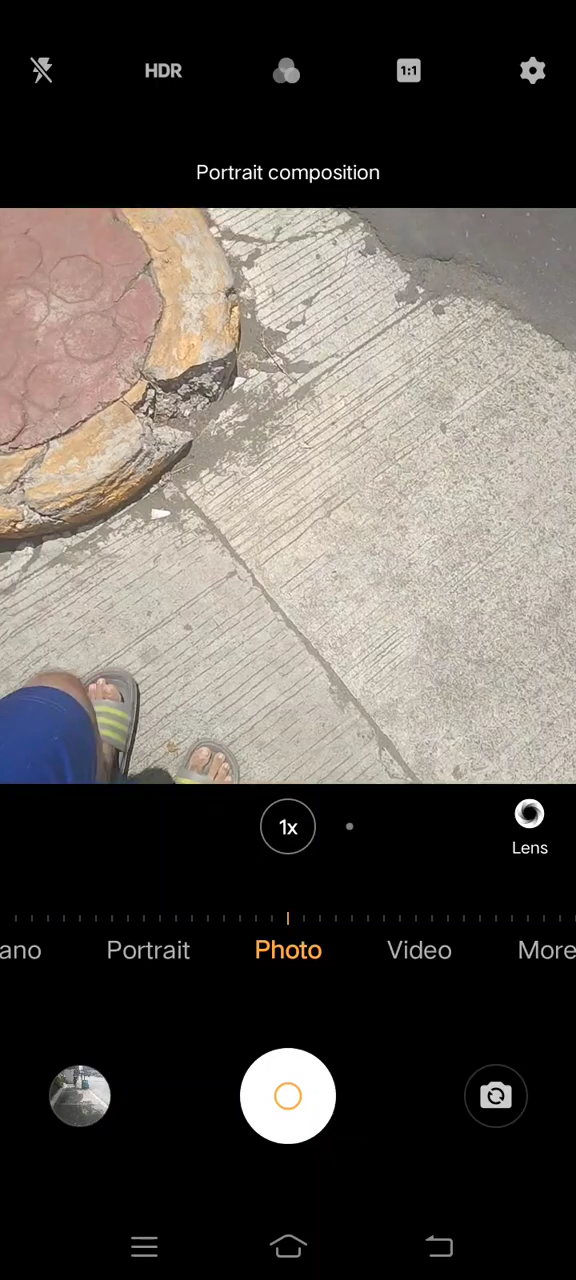 HDR
1:1
Portrait composition
1x
Lens
ano Portrait Photo Video More